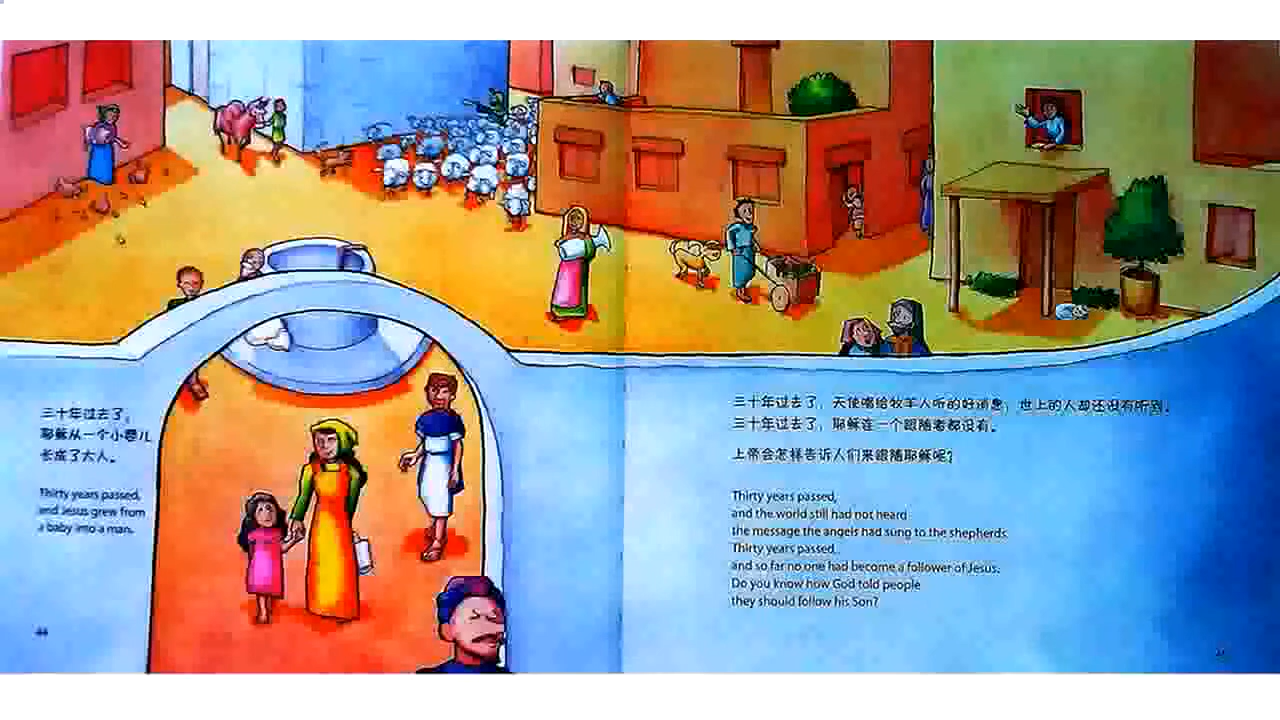 三十年过去了，
耶稣从一个小婴儿
长成了大人。
Thirty years passed,
and Jesus grew from
a baby into a man.
44
三十年过去了，天使唱给牧羊人听的好消息，世上的人却还没有听到。
三十年过去了，耶稣连一个跟随者都没有。
上帝会怎样告诉人们来跟随耶稣呢？
Thirty years passed,
and the world still had not heard
the message the angels had sung to the shepherds.
Thirty years passed,
and so far no one had become a follower of Jesus.
Do you know how God told people
they should follow his Son?